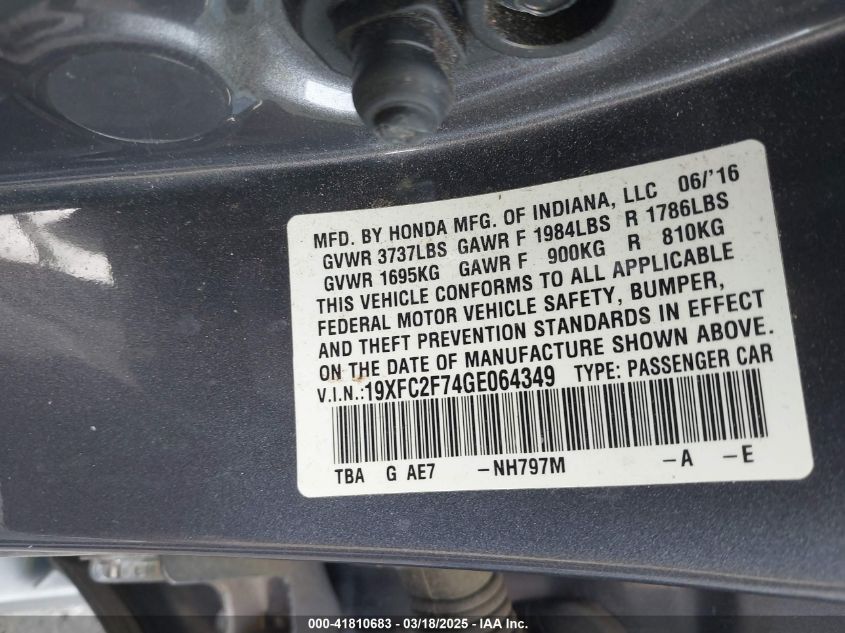 MFD. BY HONDA MFG. OF INDIANA, LLC 06/'16
GVWR 3737LBS GAWR F 1984LBS R 1786LBS
GVWR 1695KG GAWR F 900KG R 810KG
THIS VEHICLE CONFORMS TO ALL APPLICABLE
FEDERAL MOTOR VEHICLE SAFETY, BUMPER,
AND THEFT PREVENTION STANDARDS IN EFFECT
ON THE DATE OF MANUFACTURE SHOWN ABOVE.
V.I.N.:19XFC2F74GE064349 TYPE: PASSENGER CAR
TBA G AE7 -NH797M -A -E
000-41810683 - 03/18/2025 - IAA Inc.